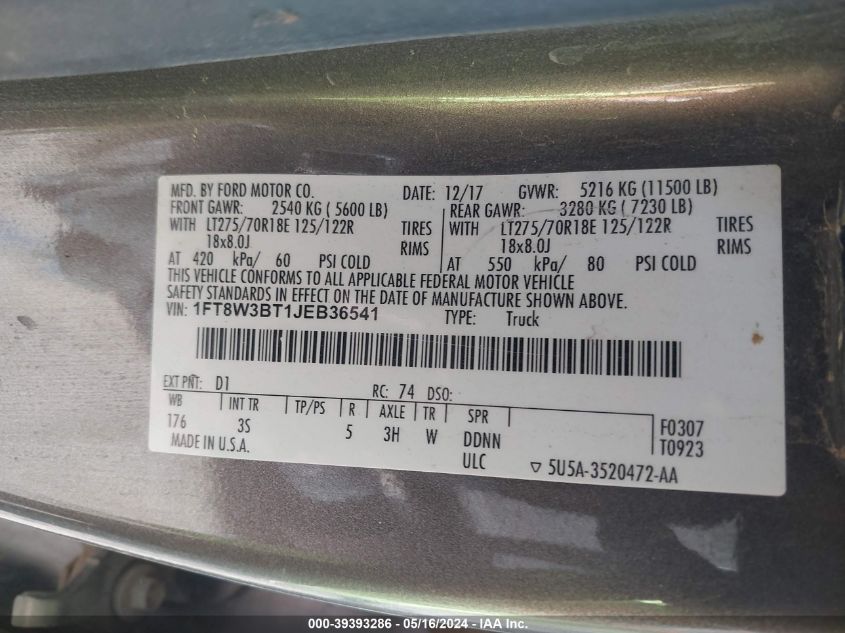 MFD. BY FORD MOTOR CO. DATE: 12/17 GVWR: 5216 KG (11500 LB)
FRONT GAWR: 2540 KG ( 5600 LB) REAR GAWR: 3280 KG ( 7230 LB)
WITH LT275/70R18E 125/122R TIRES WITH LT275/70R18E 125/122R TIRES
18x8.0J RIMS 18x8.0J RIMS
AT 420 kPa/ 60 PSI COLD AT 550 kPa/ 80 PSI COLD
THIS VEHICLE CONFORMS TO ALL APPLICABLE FEDERAL MOTOR VEHICLE
SAFETY STANDARDS IN EFFECT ON THE DATE OF MANUFACTURE SHOWN ABOVE.
VIN: 1FT8W3BT1JEB36541 TYPE: Truck
EXT PNT: D1 RC: 74 DSO:
WB INT TR TP/PS R AXLE TR SPR F0307
176 3S 5 3H W DDNN T0923
MADE IN U.S.A. ULC ▽ 5U5A-3520472-AA
000-39393286 - 05/16/2024 - IAA Inc.